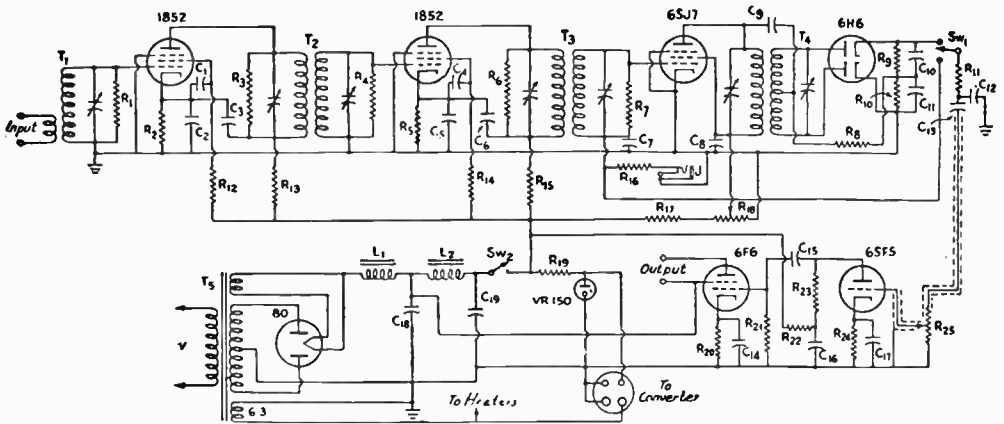 1852
1852
6SJ7
C9
6H6
Sw1
T1
T2
T3
T4
R1
C1
R3
R4
C
R6
R7
R9
C10
R11
C12
Input
R2
C2
C3
R5
C5
C6
C7
C8
R10
C11
C13
R8
R12
R13
R14
R15
R16
J
R17
R18
T5
L1
L2
Sw2
R19
Output
6F6
C15
6SF5
80
C18
C19
VR150
R21
R23
V
R20
C14
R22
C16
R24
C17
R25
6 3
To Heaters
To
Converter